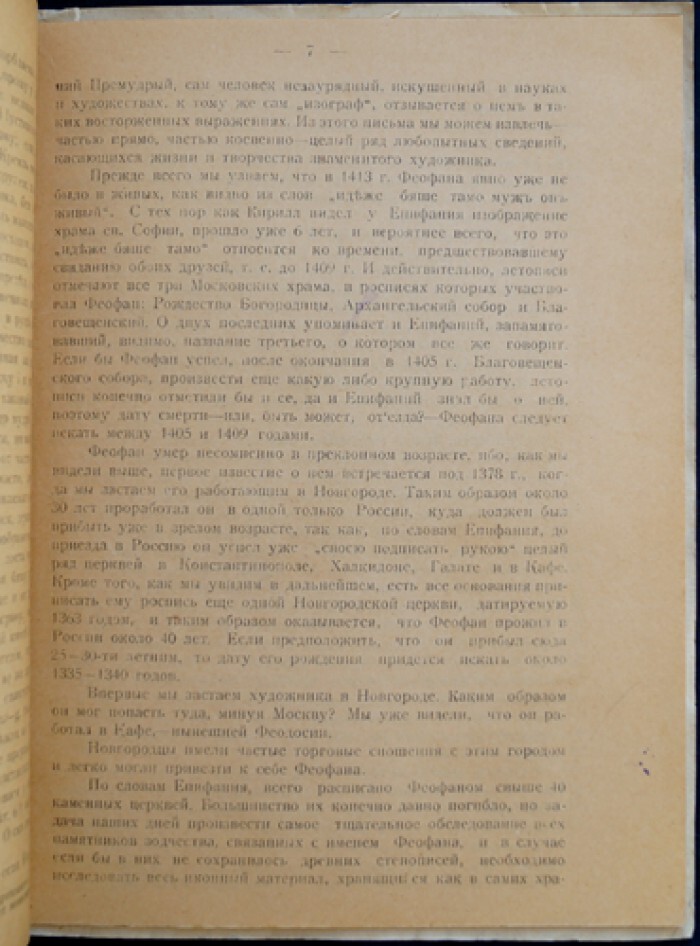 — 7 —
ний Премудрый, сам человек незаурядный, искушенный в науках
и художествах, к тому же сам „изограф“, отзывается о немъ в та-
ких восторженных выражениях. Из этого письма мы можем извлечь—
частью прямо, частью косвенно—целый ряд любопытных сведений,
касающихся жизни и творчества знаменитого художника.
Прежде всего мы узнаем, что в 1413 г. Феофана явно уже не
было в живых, как видно из слов „идѣже бяше тамо мужъ онъ
живый“. С тех пор как Кирилл видел у Епифания изображение
храма св. Софии, прошло уже 6 лет, и вероятнее всего, что это
„идѣже бяше тамо“ относится ко времени, предшествовавшему
свиданию обоих друзей, т. е. до 1409 г. И действительно, летописи
отмечают все три Московских храма, в росписях которых участво-
вал Феофан: Рождество Богородицы, Архангельский собор и Бла-
говещенский. О двух последних упоминает и Епифаний, запамято-
вавший, видимо, название третьего, о котором все же говорит.
Если бы Феофан успел, после окончания в 1405 г. Благовещен-
ского собора, произвести еще какую либо крупную работу, лето-
писи конечно отметили бы и ее, да и Епифаний знал бы о ней,
поэтому дату смерти—или, быть может, от'езда?—Феофана следует
искать между 1405 и 1409 годами.
Феофан умер несомненно в преклонном возрасте, ибо, как мы
видели выше, первое известие о нем встречается под 1378 г., ког-
да мы застаем его работающим в Новгороде. Таким образом около
30 лет проработал он в одной только России, куда должен был
прибыть уже в зрелом возрасте, так как, по словам Епифания, до
приезда в Россию он успел уже „своею подписать рукою“ целый
ряд церквей в Константинополе, Халкидоне, Галате и в Кафе.
Кроме того, как мы увидим в дальнейшем, есть все основания при-
писать ему роспись еще одной Новгородской церкви, датируемую
1363 годом, и таким образом оказывается, что Феофан прожил в
России около 40 лет. Если предположить, что он прибыл сюда
25—30-ти летним, то дату его рождения придется искать около
1335—1340 годов.
Впервые мы застаем художника в Новгороде. Каким образом
он мог попасть туда, минуя Москву? Мы уже видели, что он ра-
ботал в Кафе,—нынешней Феодосии.
Новгородцы имели частые торговые сношения с этим городом
и легко могли привезти к себе Феофана.
По словам Епифания, всего расписано Феофаном свыше 40
каменных церквей. Большинство их конечно давно погибло, но за-
дача наших дней произвести самое тщательное обследование всех
памятников зодчества, связанных с именем Феофана, и в случае
если бы в них не сохранилось древних стенописей, необходимо
исследовать весь иконный материал, хранящийся как в самих хра-